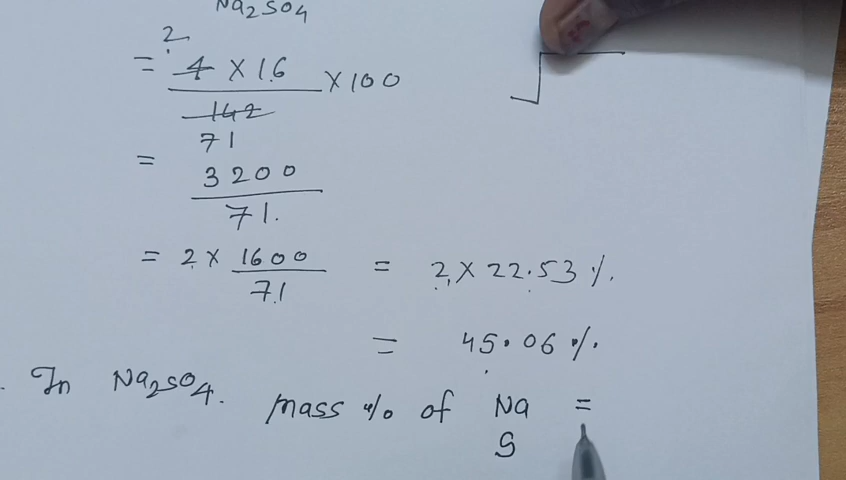 Na2SO4
2
= 4 × 16 × 100
142
71
= 3200
71.
= 2 × 1600 = 2 × 22.53 %.
71
= 45.06 %.
. In Na2SO4. mass % of Na =
S